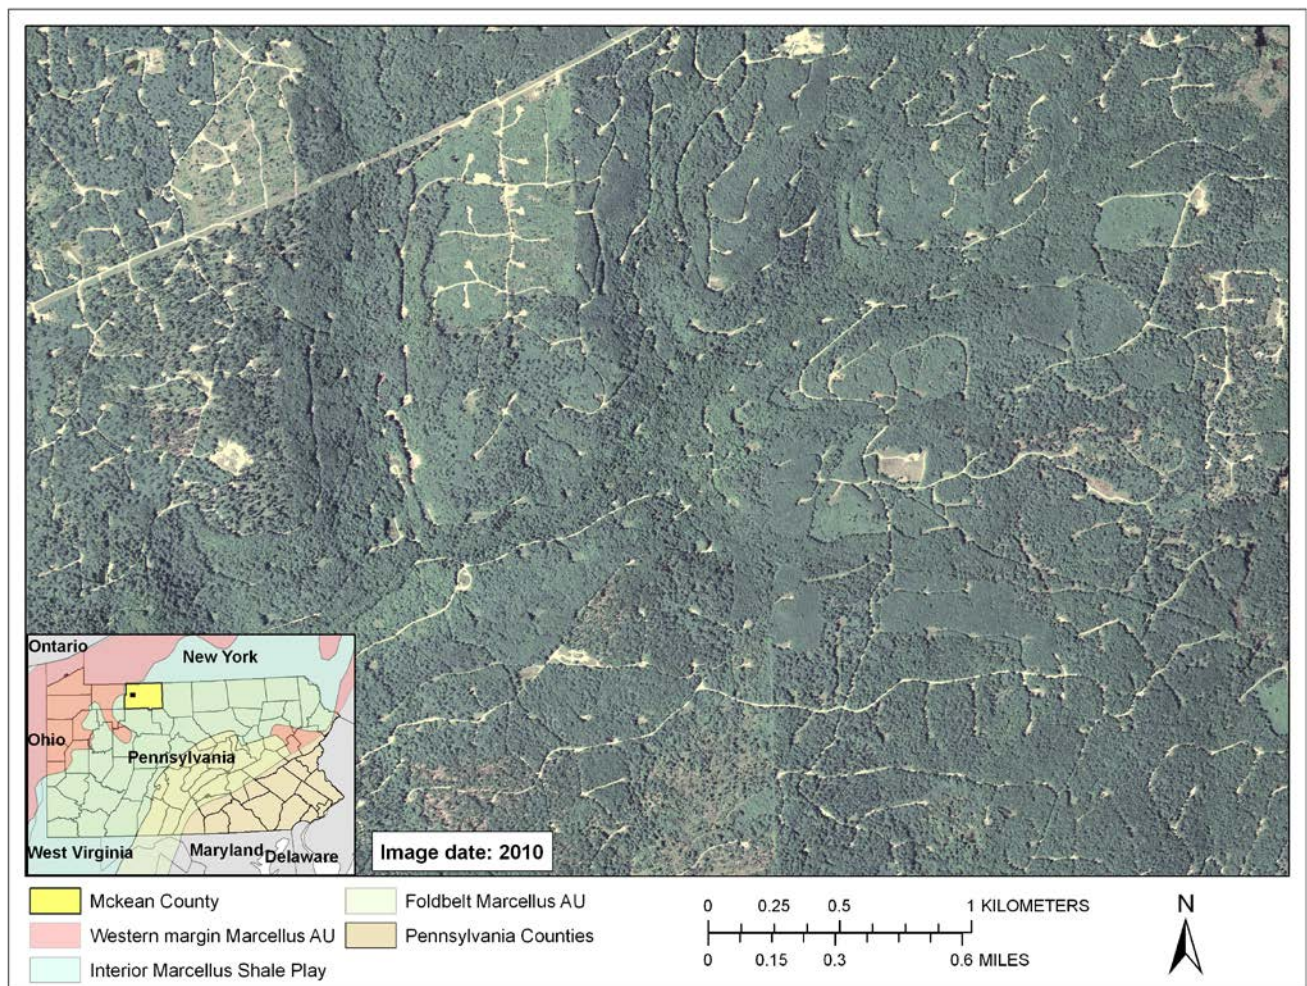 Ontario
New York
Ohio
Pennsylvania
West Virginia
Maryland
Delaware
Image date: 2010
Mckean County
Western margin Marcellus AU
Interior Marcellus Shale Play
Foldbelt Marcellus AU
Pennsylvania Counties
0 0.25 0.5 1 KILOMETERS
0 0.15 0.3 0.6 MILES
N